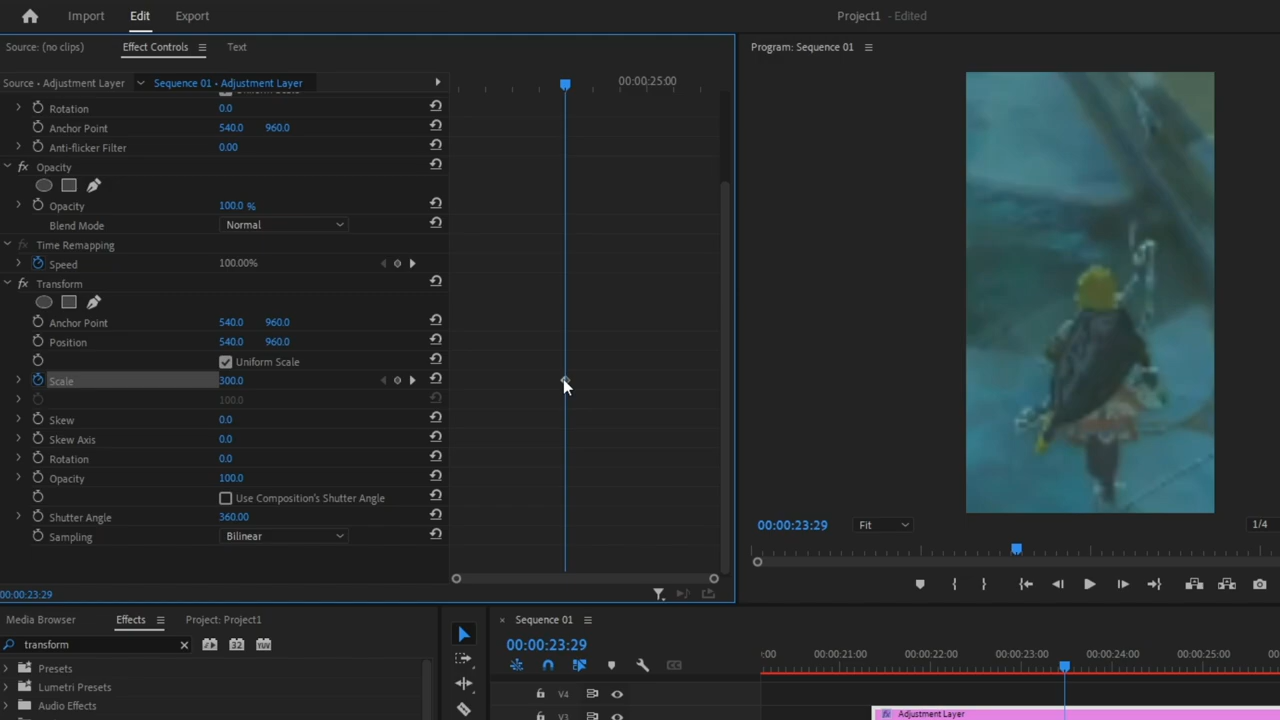 Import Edit Export Project1 - Edited
Source: (no clips) Effect Controls Text Program: Sequence 01
Source • Adjustment Layer Sequence 01 • Adjustment Layer 00:00:25:00
Rotation 0.0
Anchor Point 540.0 960.0
Anti-flicker Filter 0.00
fx Opacity
Opacity 100.0 %
Blend Mode Normal
fx Time Remapping
Speed 100.00%
fx Transform
Anchor Point 540.0 960.0
Position 540.0 960.0
Uniform Scale
Scale 300.0
100.0
Skew 0.0
Skew Axis 0.0
Rotation 0.0
Opacity 100.0
Use Composition's Shutter Angle
Shutter Angle 360.00
Sampling Bilinear
00:00:23:29 Fit 1/4
00:00:23:29
Media Browser Effects Project: Project1 × Sequence 01
transform 32 YUV 00:00:23:29
:00 00:00:21:00 00:00:22:00 00:00:23:00 00:00:24:00 00:00:25:00
Presets
Lumetri Presets V4
Audio Effects V3 fx Adjustment Layer